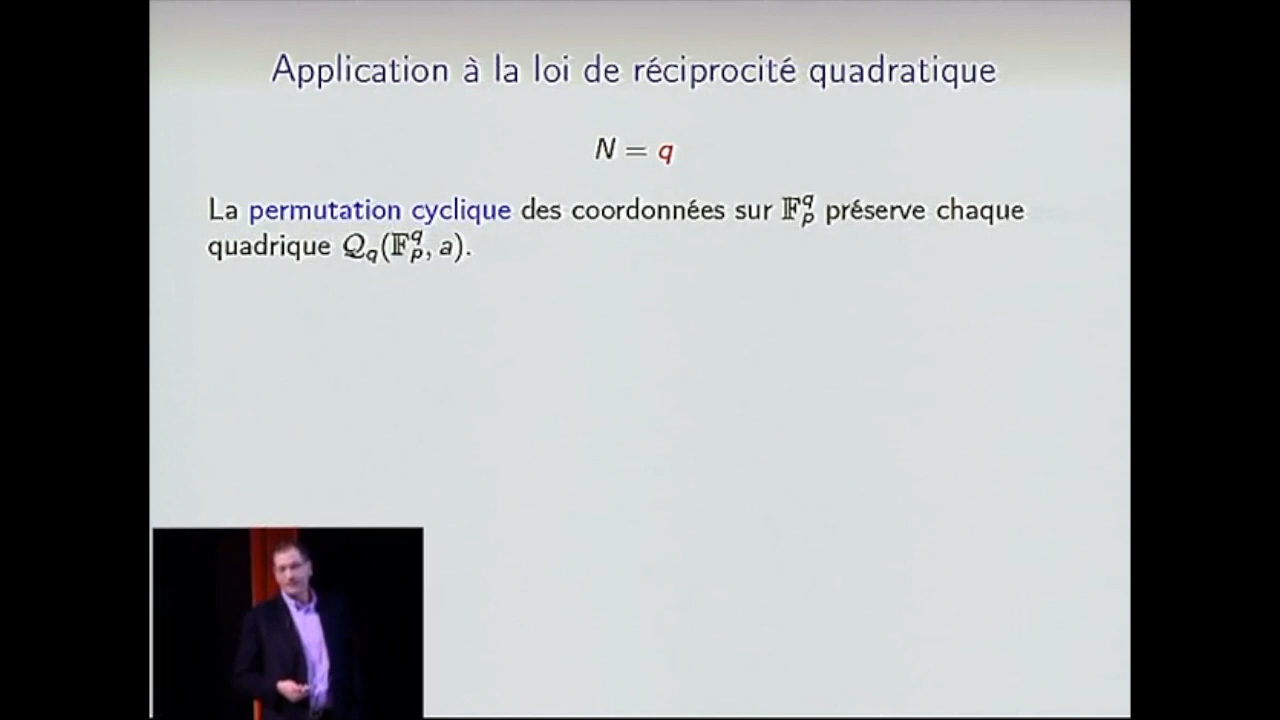 Application à la loi de réciprocité quadratique
N = q
La permutation cyclique des coordonnées sur 𝔽_p^q préserve chaque
quadrique 𝒬_q(𝔽_p^q, a).